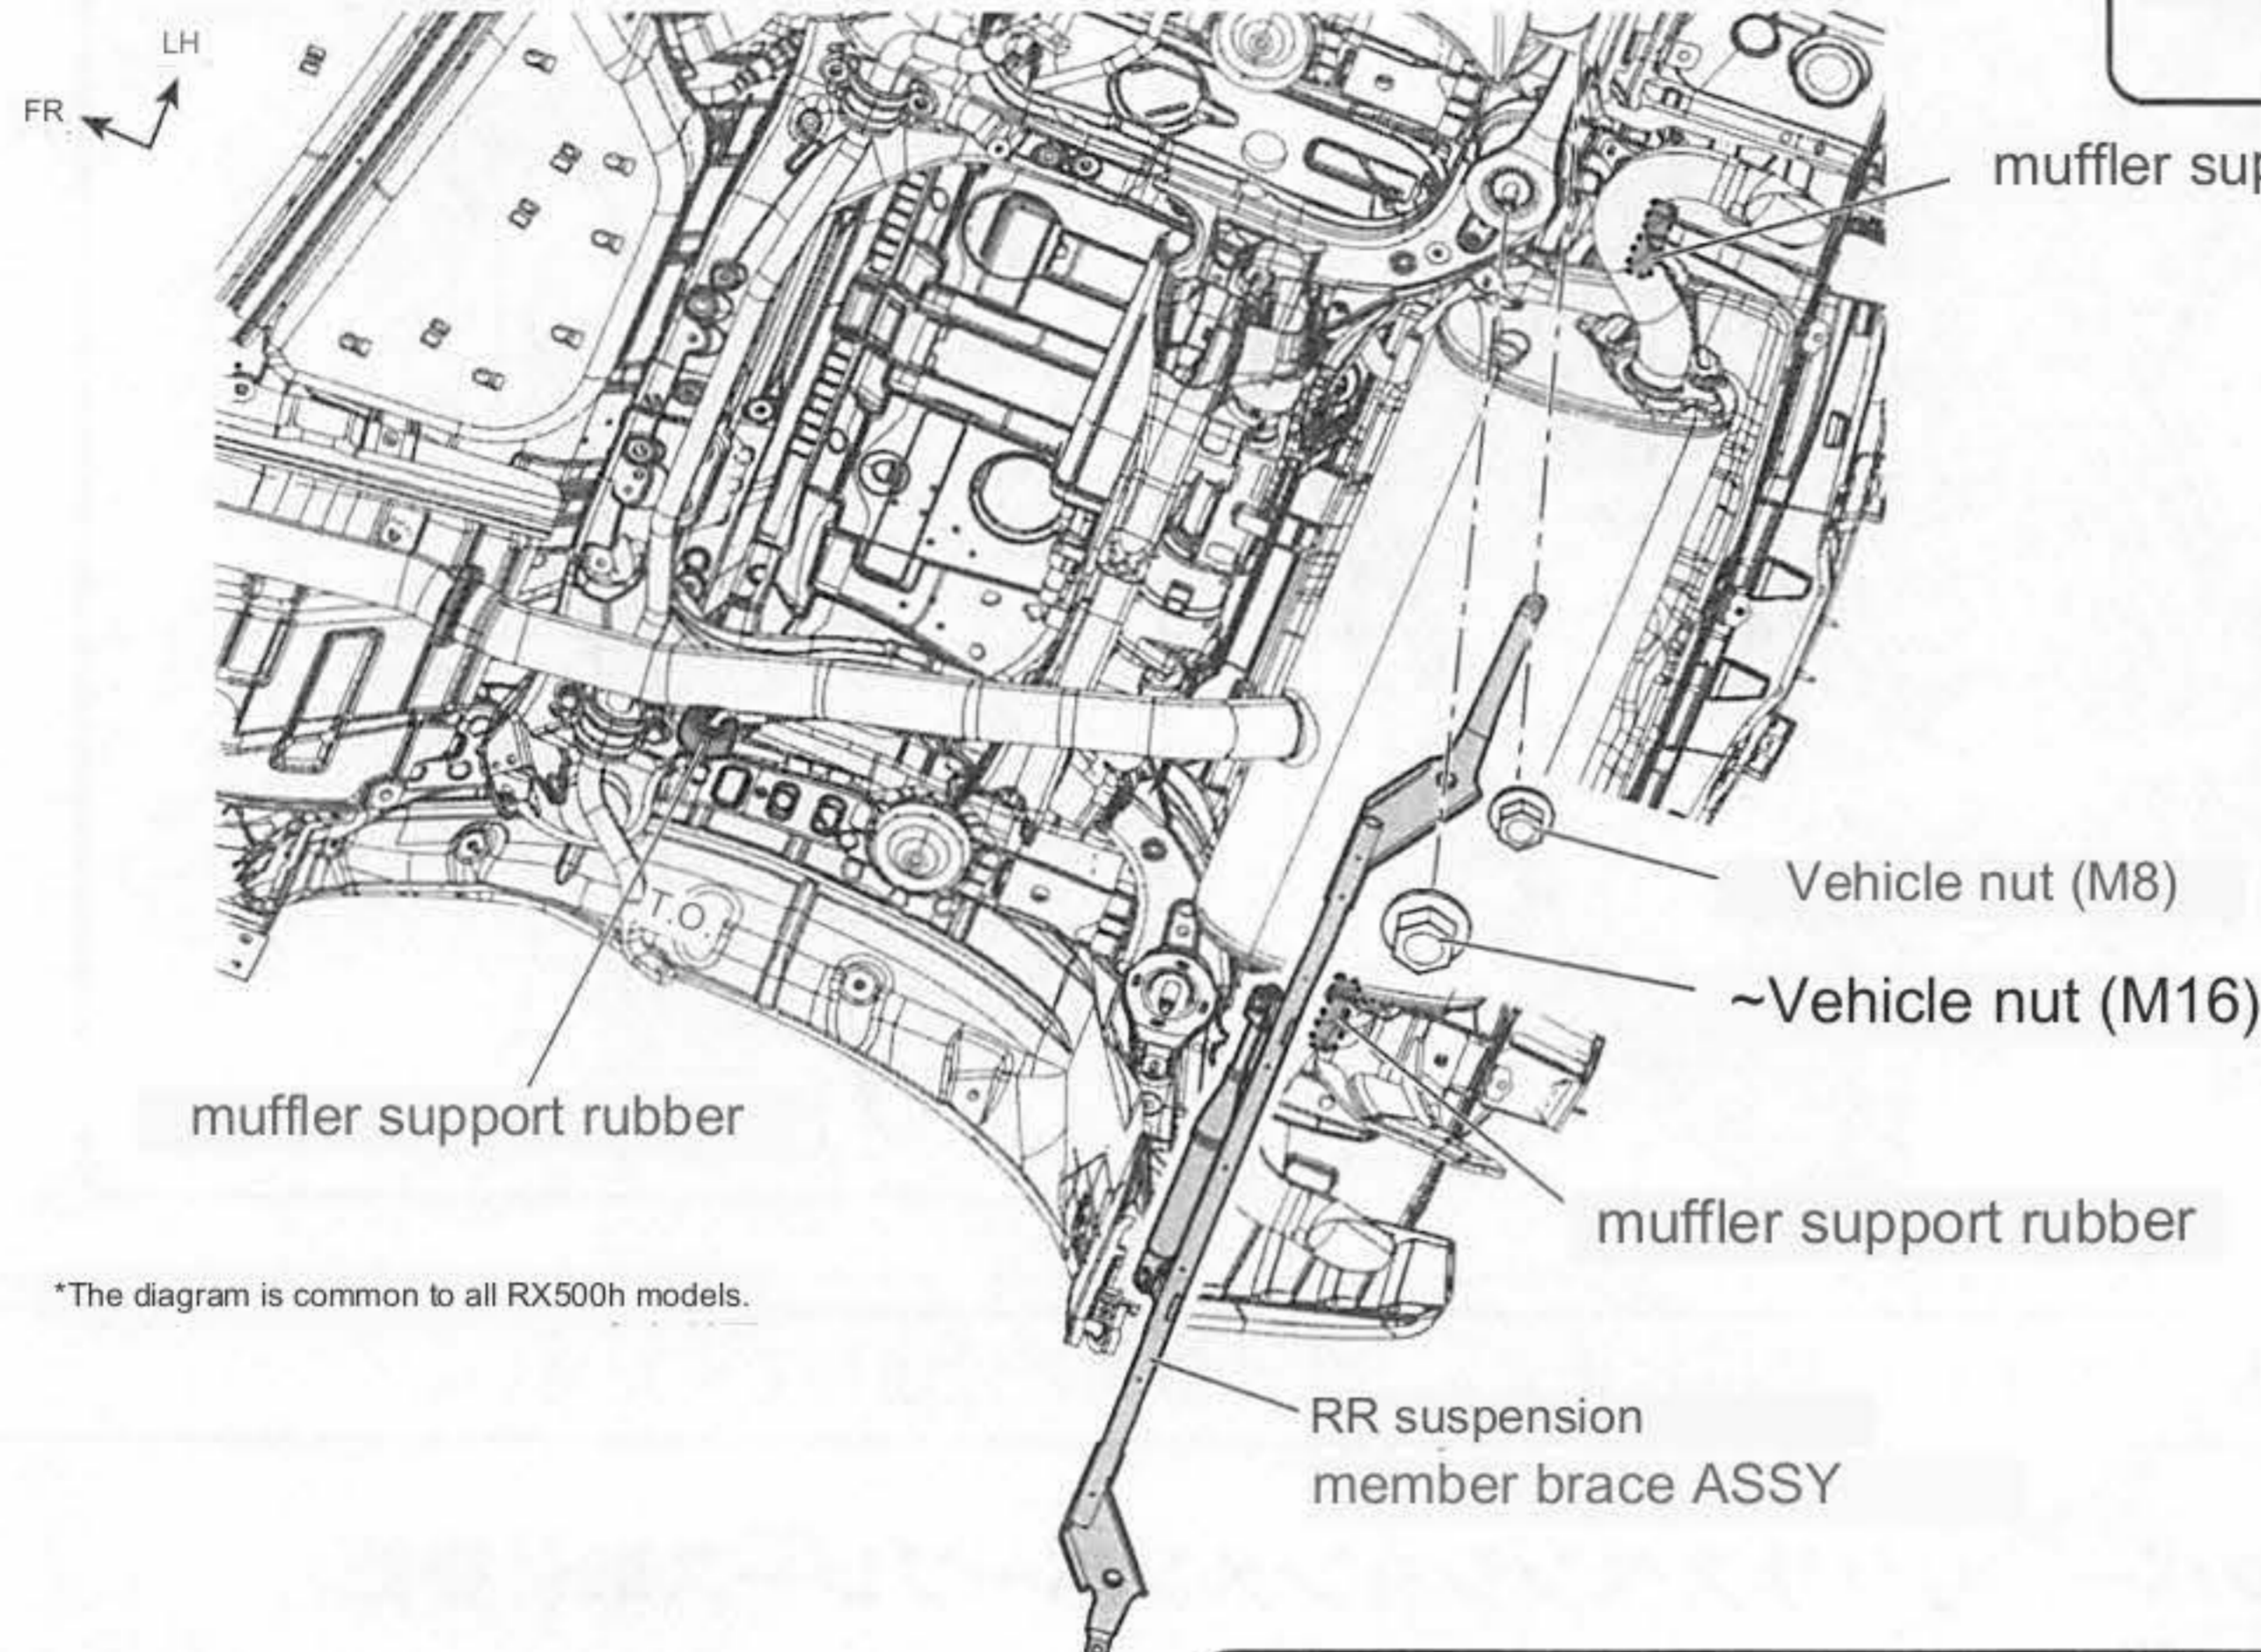 LH
FR
muffler sup
Vehicle nut (M8)
~Vehicle nut (M16)
muffler support rubber
T.O.
muffler support rubber
*The diagram is common to all RX500h models.
RR suspension
member brace ASSY